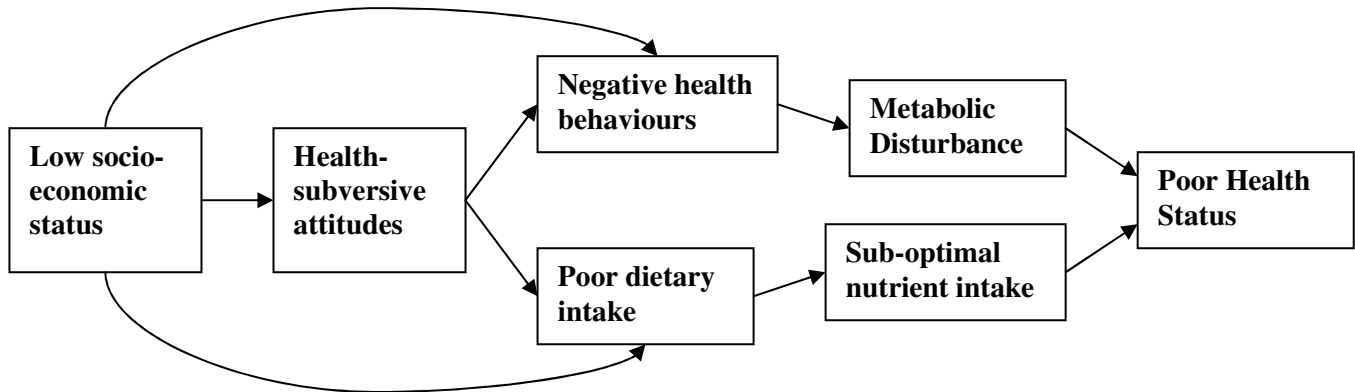 Low socio-
economic
status
Health-
subversive
attitudes
Negative health
behaviours
Poor dietary
intake
Metabolic
Disturbance
Sub-optimal
nutrient intake
Poor Health
Status